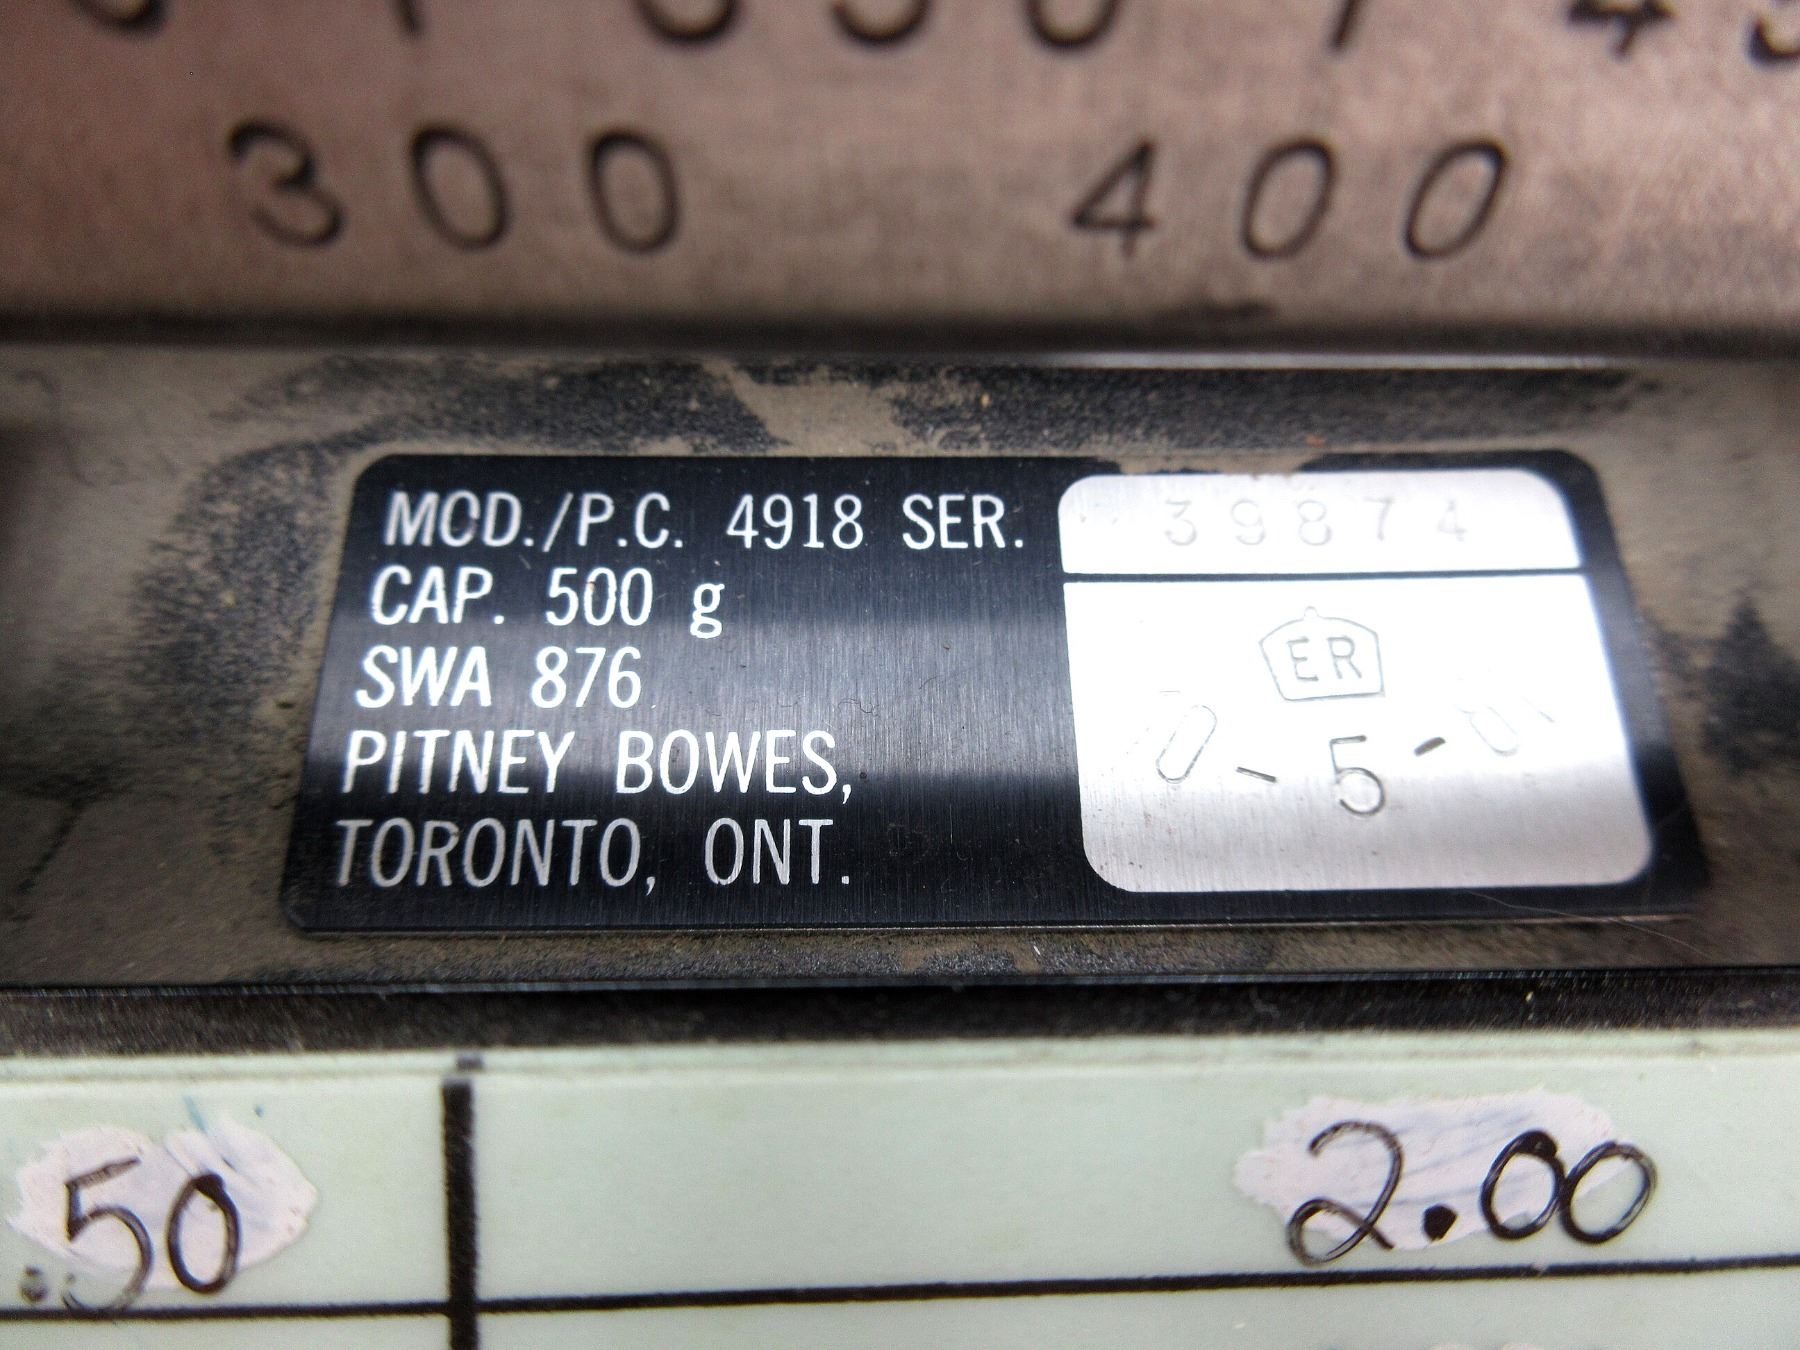 300 400
MOD./P.C. 4918 SER. 39874
CAP. 500 g
SWA 876
PITNEY BOWES,
TORONTO, ONT.
ER
5
.50 2.00